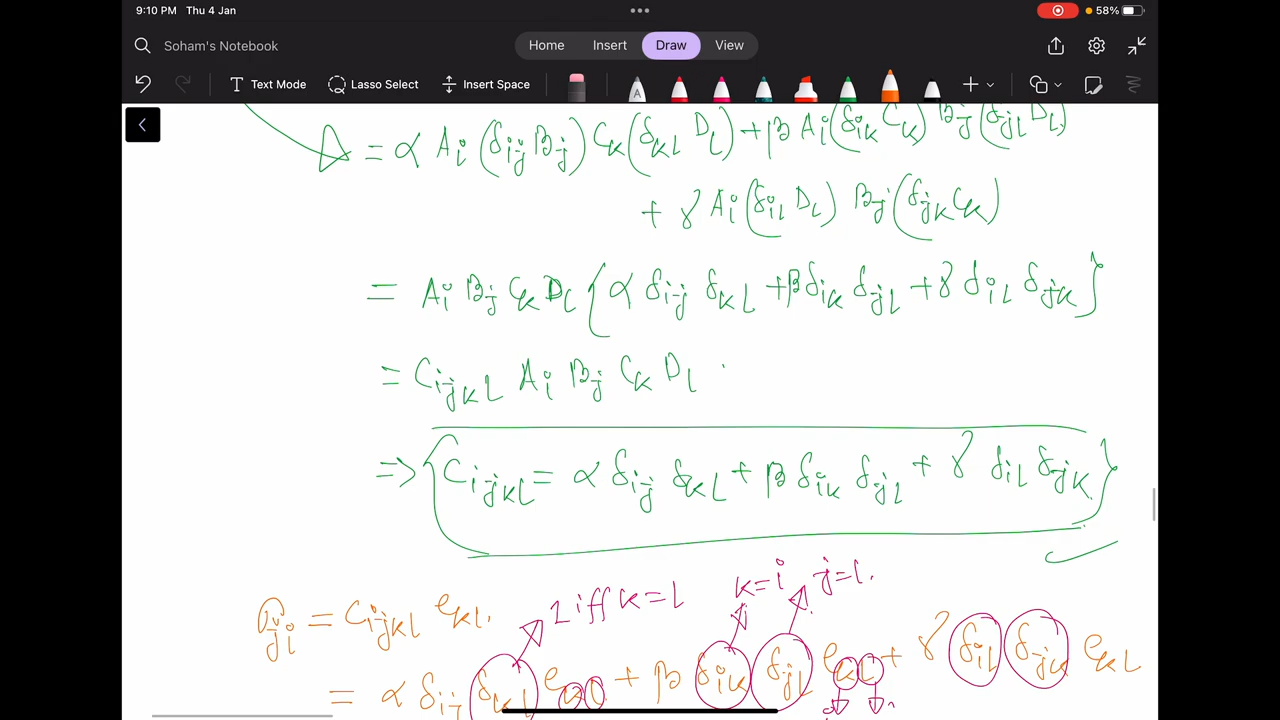 9:10 PM Thu 4 Jan
58%
Soham's Notebook
Home Insert Draw View
Text Mode Lasso Select Insert Space
= α Ai (δij Bj) Ck (δkl Dl) + β Ai (δik Ck) Bj (δjl Dl)
+ γ Ai (δil Dl) Bj (δjk Ck)
= Ai Bj Ck Dl { α δij δkl + β δik δjl + γ δil δjk }
= Cijkl Ai Bj Ck Dl .
=> { Cijkl = α δij δkl + β δik δjl + γ δil δjk }
1 iff k=l k=i j=l.
σji = Cijkl ekl.
= α δij δkl ekl + β δik δjl ekl + γ δil δjk ekl